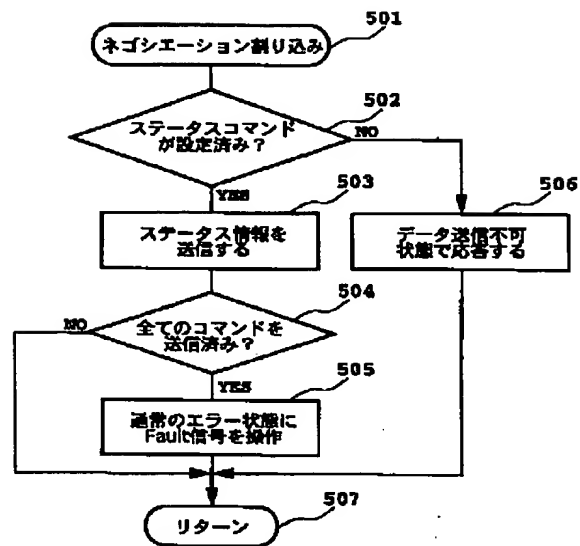 501
ネゴシエーション割り込み
502
ステータスコマンド
が設定済み？
NO
YES
503
ステータス情報を
送信する
506
データ送信不可
状態で応答する
504
全てのコマンドを
送信済み？
NO
YES
505
通常のエラー状態に
Fault信号を操作
507
リターン